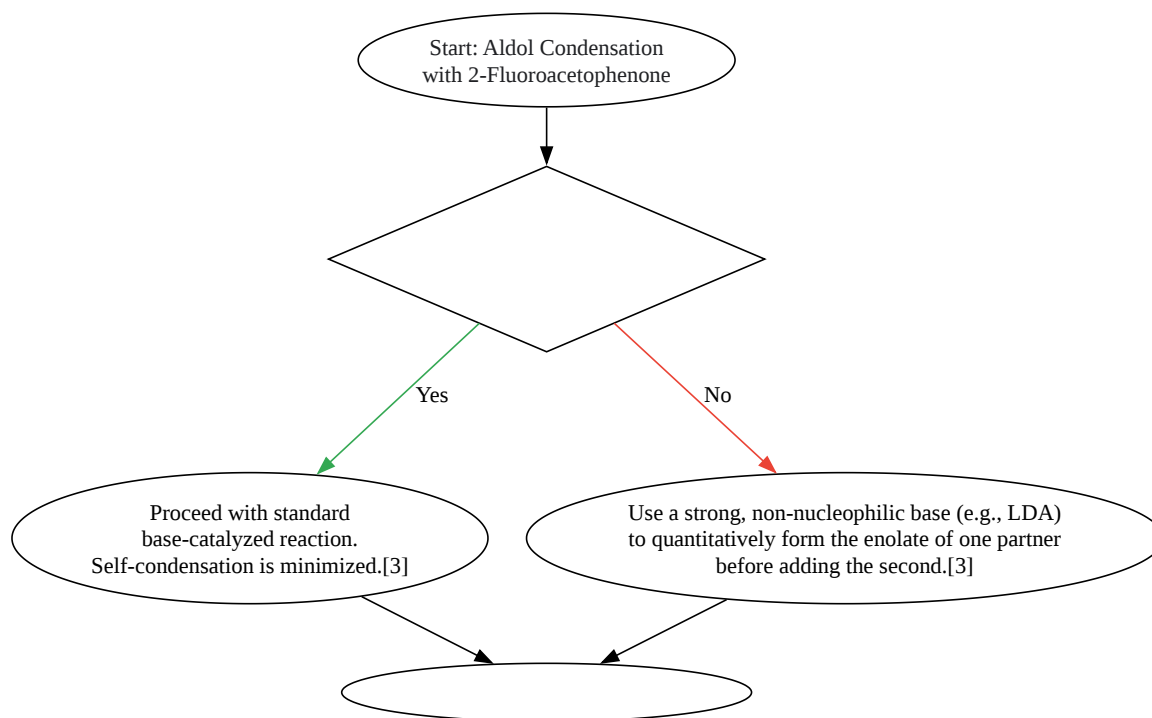 Start: Aldol Condensation
with 2-Fluoroacetophenone
Yes
No
Proceed with standard
base-catalyzed reaction.
Self-condensation is minimized.[3]
Use a strong, non-nucleophilic base (e.g., LDA)
to quantitatively form the enolate of one partner
before adding the second.[3]